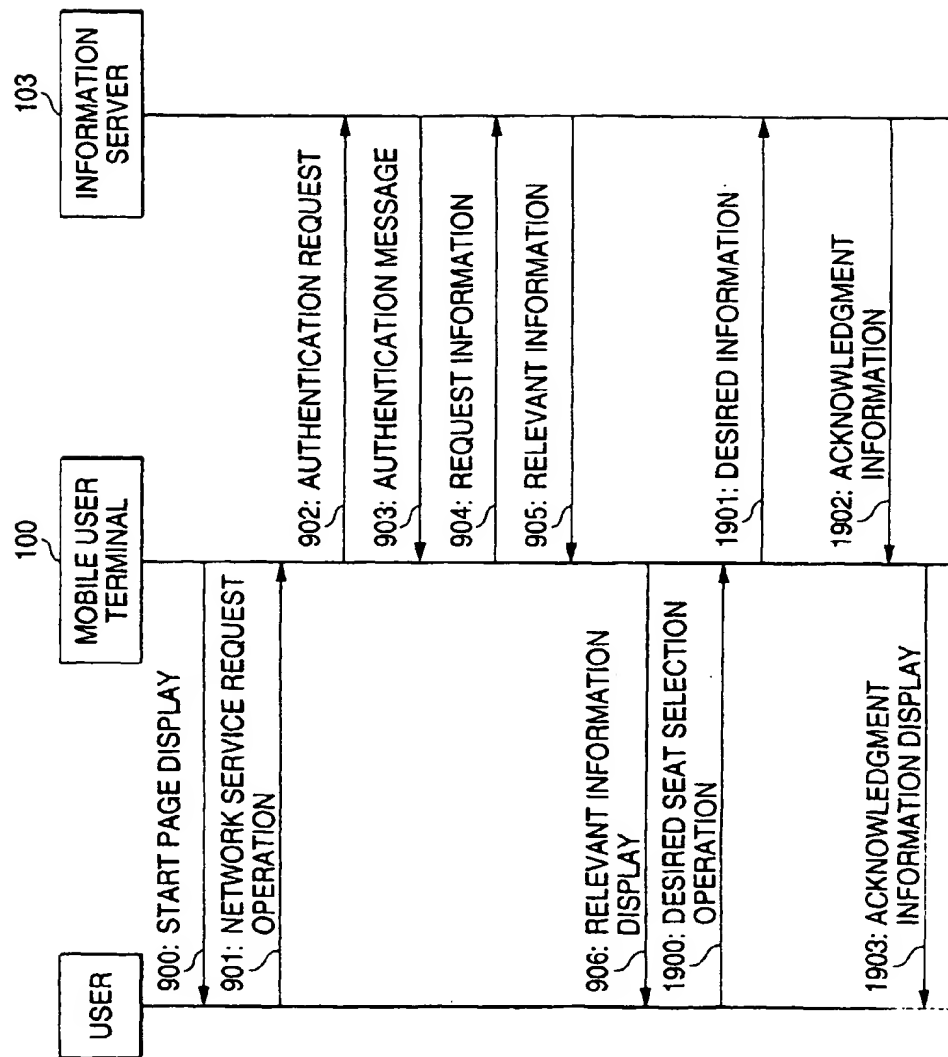 USER
100
MOBILE USER
TERMINAL
103
INFORMATION
SERVER
900: START PAGE DISPLAY
901: NETWORK SERVICE REQUEST
OPERATION
902: AUTHENTICATION REQUEST
903: AUTHENTICATION MESSAGE
904: REQUEST INFORMATION
905: RELEVANT INFORMATION
906: RELEVANT INFORMATION
DISPLAY
1900: DESIRED SEAT SELECTION
OPERATION
1901: DESIRED INFORMATION
1902: ACKNOWLEDGMENT
INFORMATION
1903: ACKNOWLEDGMENT
INFORMATION DISPLAY